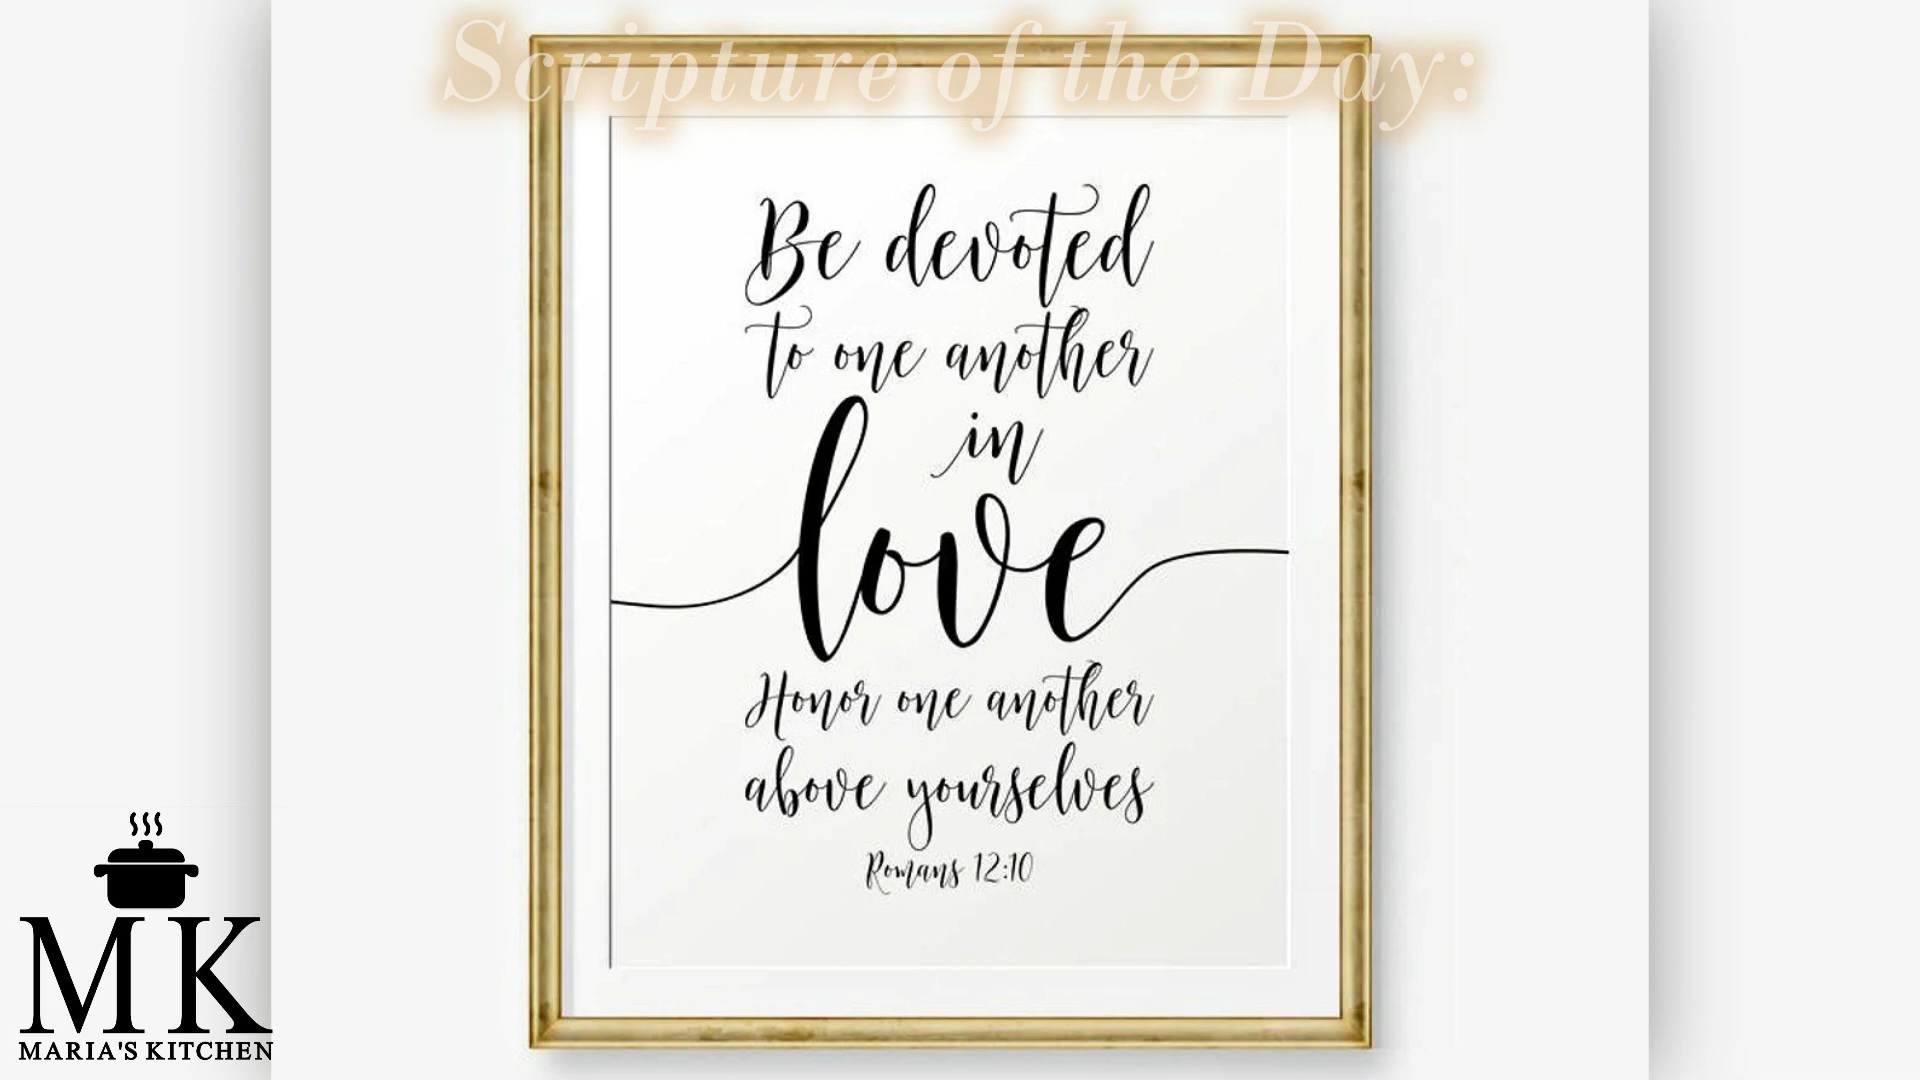 Scripture of the Day:
Be devoted
to one another
in
love
Honor one another
above yourselves
Romans 12:10
MK
MARIA'S KITCHEN